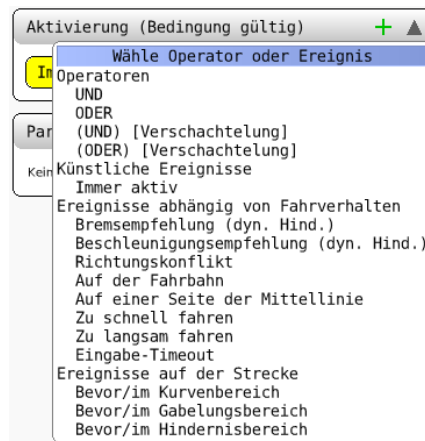 Aktivierung (Bedingung gültig)
Wähle Operator oder Ereignis
Im
Operatoren
UND
ODER
(UND) [Verschachtelung]
(ODER) [Verschachtelung]
Par
Künstliche Ereignisse
Kein
Immer aktiv
Ereignisse abhängig von Fahrverhalten
Bremsempfehlung (dyn. Hind.)
Beschleunigungsempfehlung (dyn. Hind.)
Richtungskonflikt
Auf der Fahrbahn
Auf einer Seite der Mittellinie
Zu schnell fahren
Zu langsam fahren
Eingabe-Timeout
Ereignisse auf der Strecke
Bevor/im Kurvenbereich
Bevor/im Gabelungsbereich
Bevor/im Hindernisbereich